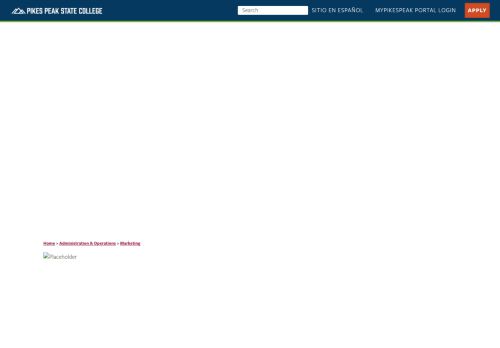 PIKES PEAK STATE COLLEGE
Search
SITIO EN ESPAÑOL
MYPIKESPEAK PORTAL LOGIN
APPLY
Home > Administration & Operations > Marketing
Placeholder